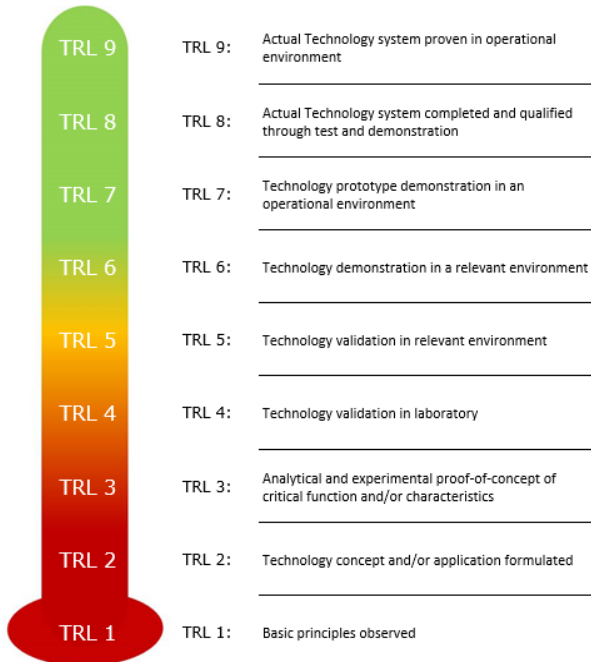 TRL 9
TRL 9:
Actual Technology system proven in operational
environment
TRL 8
TRL 8:
Actual Technology system completed and qualified
through test and demonstration
TRL 7
TRL 7:
Technology prototype demonstration in an
operational environment
TRL 6
TRL 6:
Technology demonstration in a relevant environment
TRL 5
TRL 5:
Technology validation in relevant environment
TRL 4
TRL 4:
Technology validation in laboratory
TRL 3
TRL 3:
Analytical and experimental proof-of-concept of
critical function and/or characteristics
TRL 2
TRL 2:
Technology concept and/or application formulated
TRL 1
TRL 1:
Basic principles observed